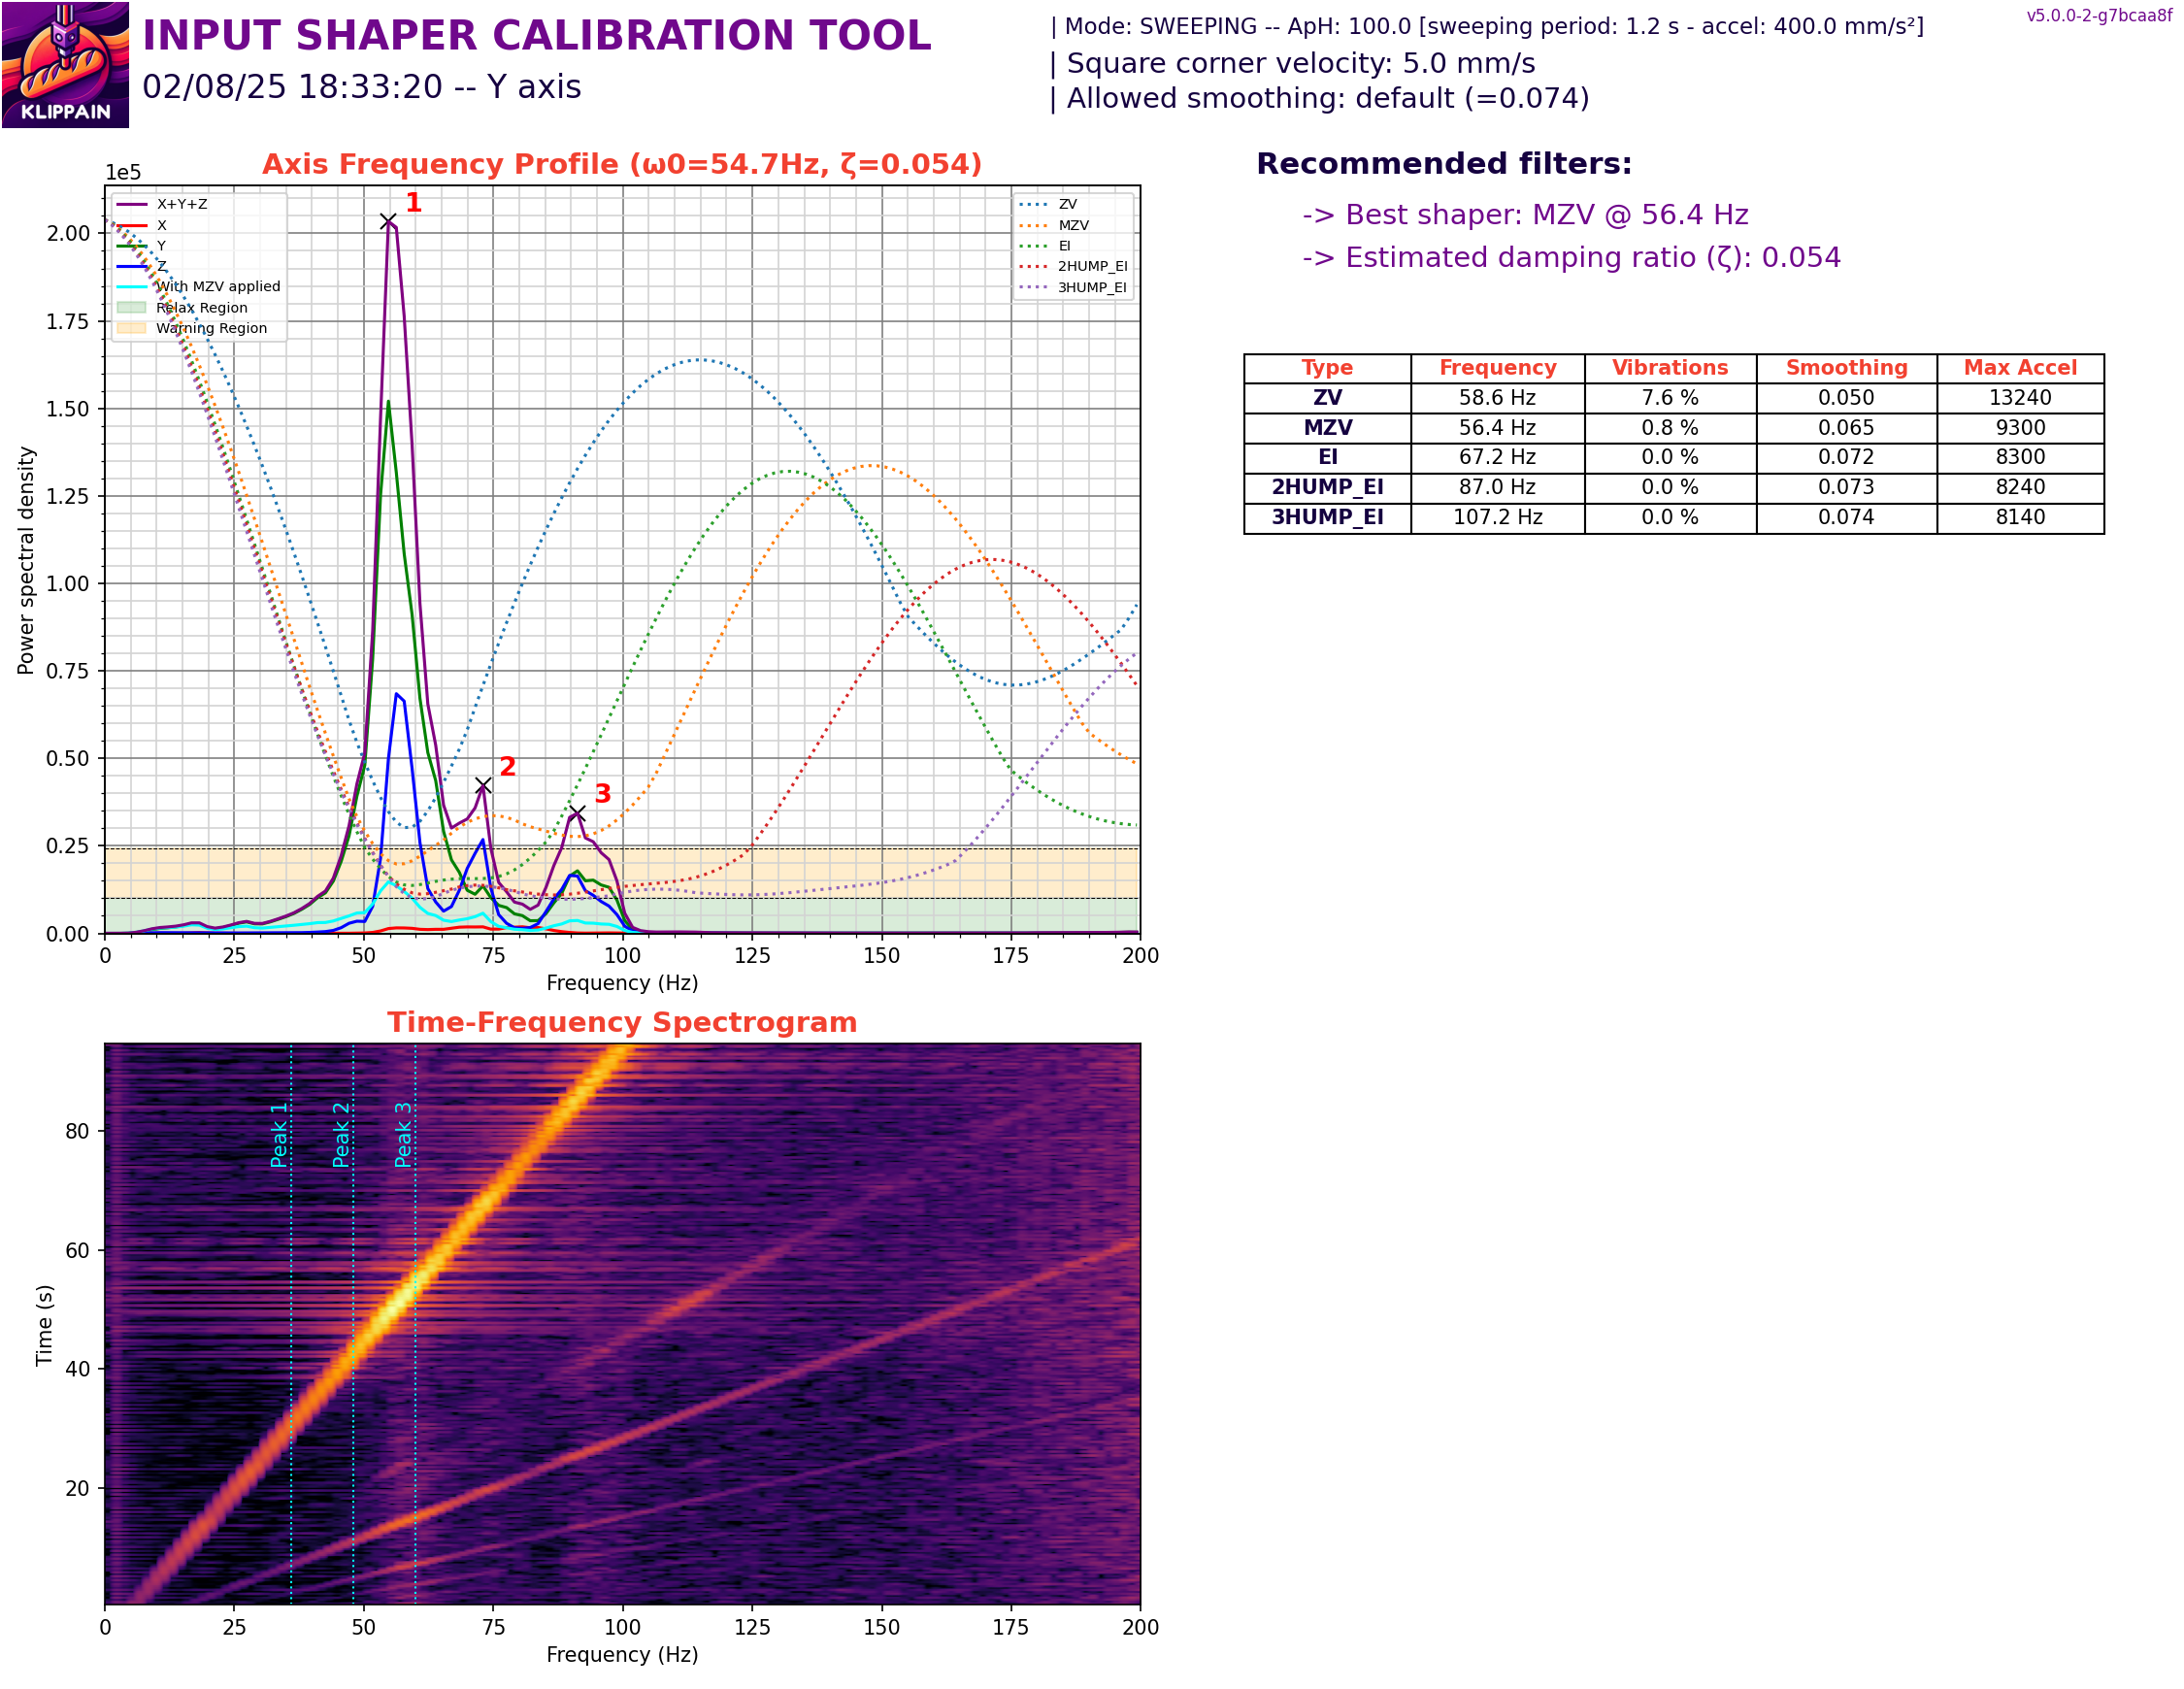 KLIPPAIN
INPUT SHAPER CALIBRATION TOOL
02/08/25 18:33:20 -- Y axis
| Mode: SWEEPING -- ApH: 100.0 [sweeping period: 1.2 s - accel: 400.0 mm/s²]
| Square corner velocity: 5.0 mm/s
| Allowed smoothing: default (=0.074)
v5.0.0-2-g7bcaa8f
Axis Frequency Profile (ω0=54.7Hz, ζ=0.054)
1e5
X+Y+Z
X
Y
Z
With MZV applied
Relax Region
Warning Region
ZV
MZV
EI
2HUMP_EI
3HUMP_EI
1
2
3
Power spectral density
2.00
1.75
1.50
1.25
1.00
0.75
0.50
0.25
0.00
0 25 50 75 100 125 150 175 200
Frequency (Hz)
Recommended filters:
-> Best shaper: MZV @ 56.4 Hz
-> Estimated damping ratio (ζ): 0.054
Type Frequency Vibrations Smoothing Max Accel
ZV 58.6 Hz 7.6 % 0.050 13240
MZV 56.4 Hz 0.8 % 0.065 9300
EI 67.2 Hz 0.0 % 0.072 8300
2HUMP_EI 87.0 Hz 0.0 % 0.073 8240
3HUMP_EI 107.2 Hz 0.0 % 0.074 8140
Time-Frequency Spectrogram
Peak 1
Peak 2
Peak 3
Time (s)
80
60
40
20
0 25 50 75 100 125 150 175 200
Frequency (Hz)